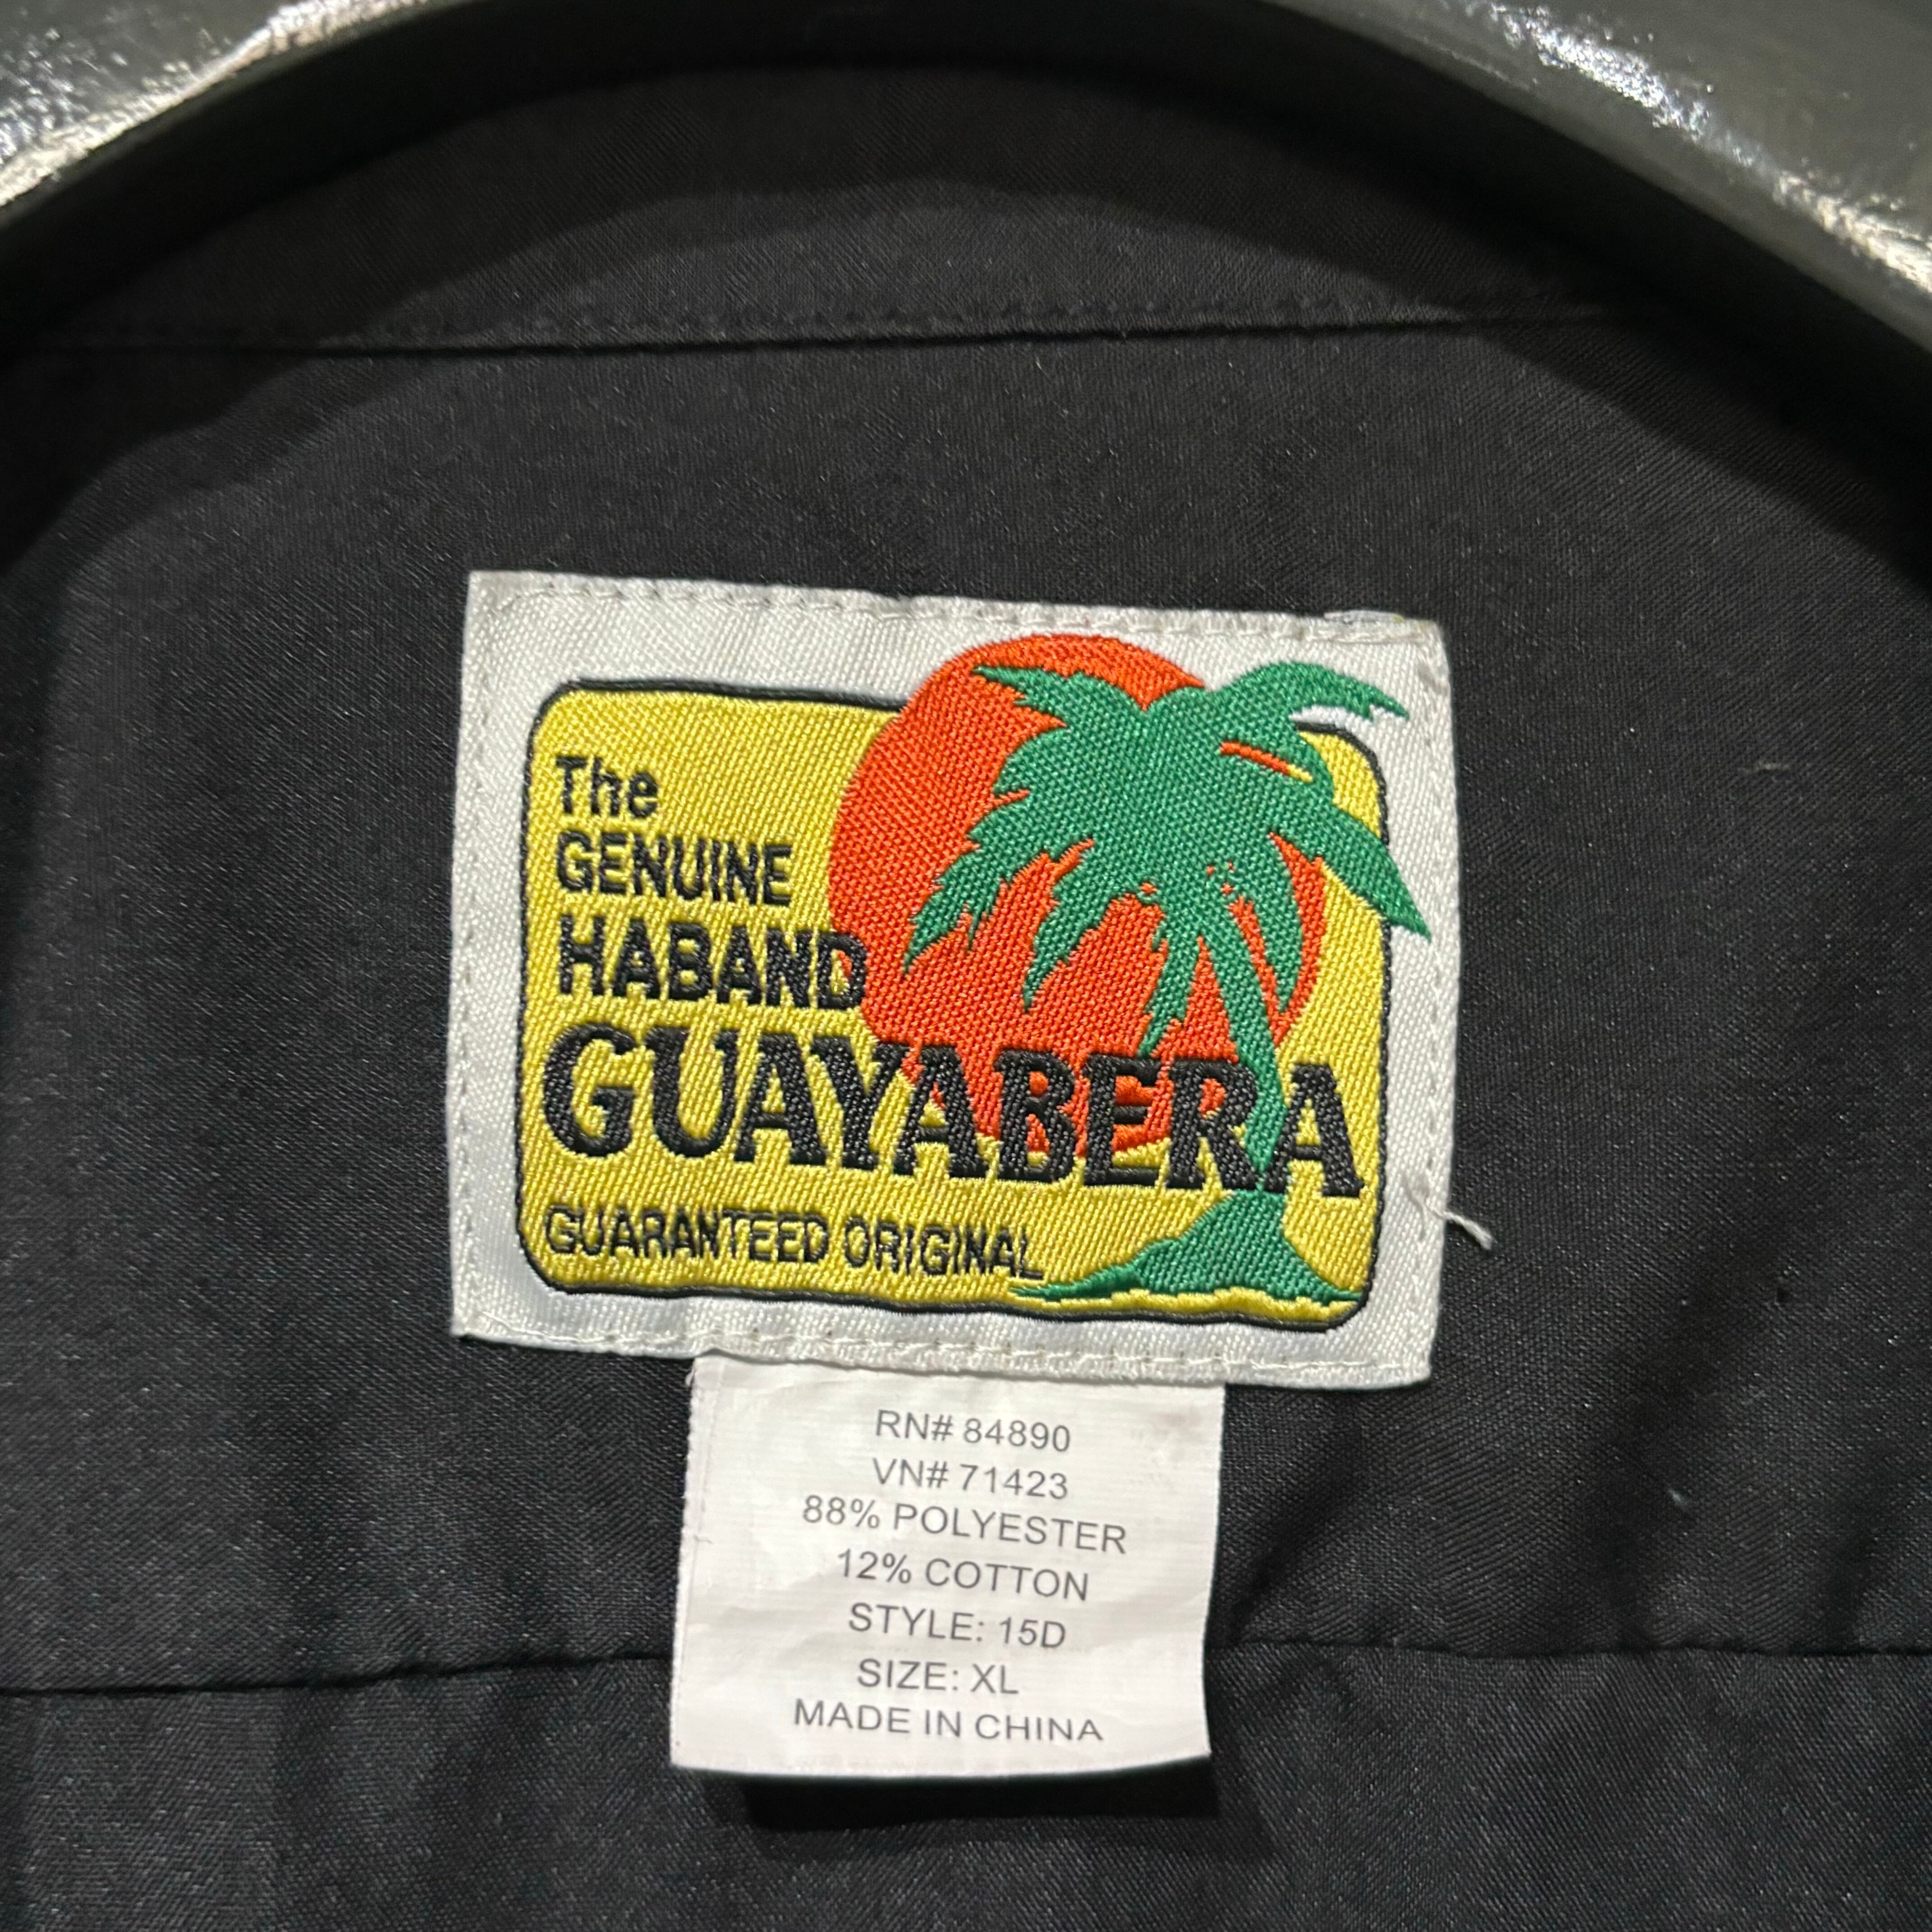 The
GENUINE
HABAND
GUAYABERA
GUARANTEED ORIGINAL
RN# 84890
VN# 71423
88% POLYESTER
12% COTTON
STYLE: 15D
SIZE: XL
MADE IN CHINA